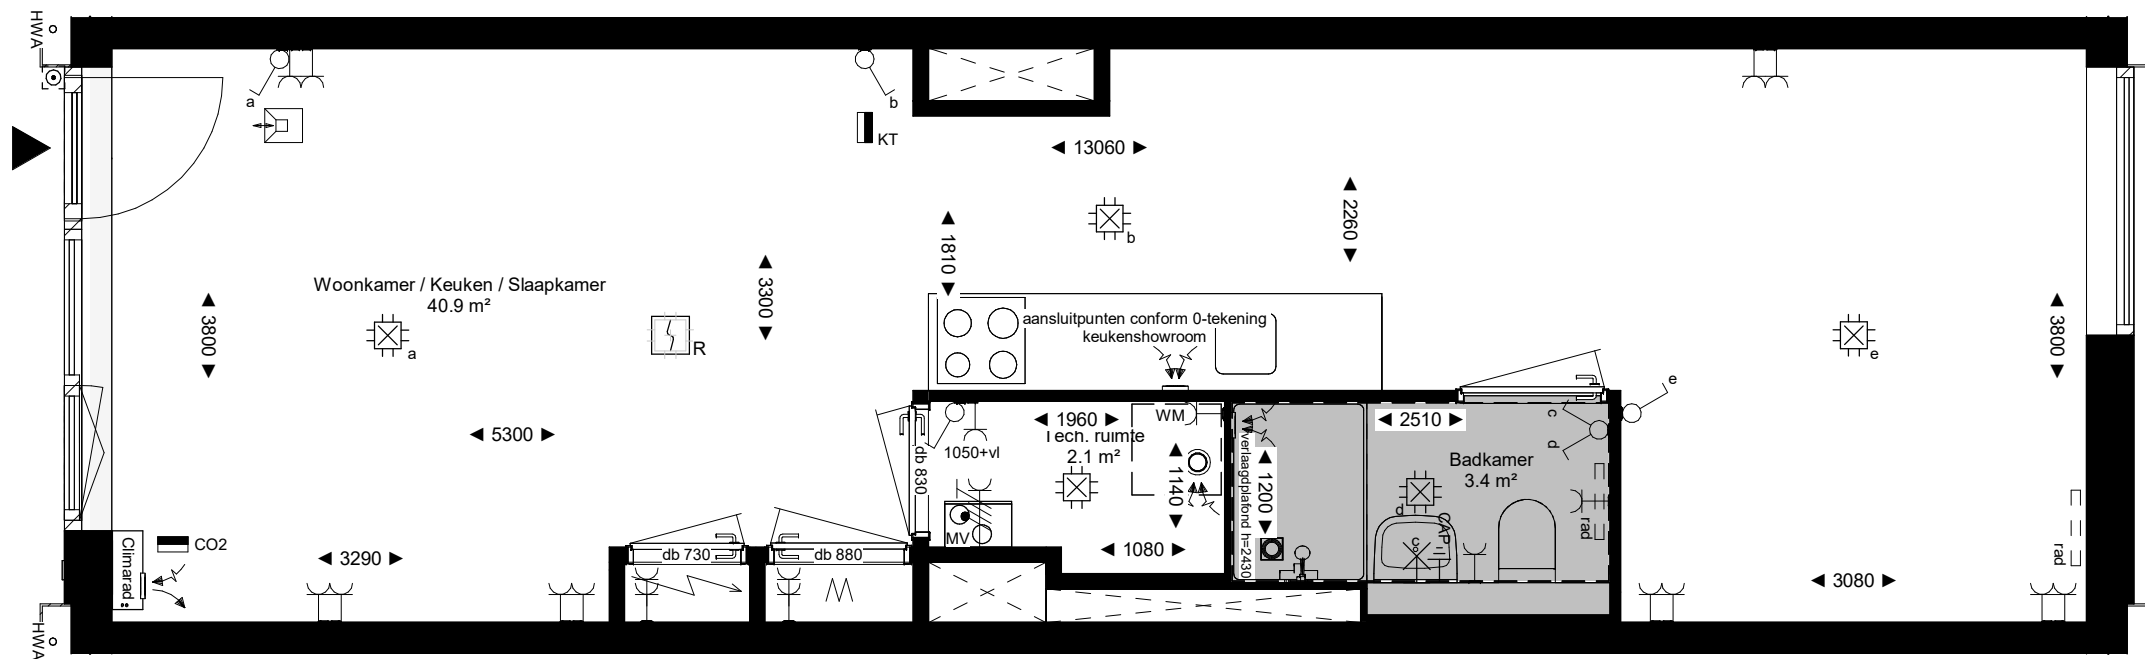 HWA
a
b
KT
13060
2260
b
1810
Woonkamer / Keuken / Slaapkamer
40.9 m²
3800
a
R
3300
aansluitpunten conform 0-tekening
keukenshowroom
e
3800
e
5300
db 830
1050+vl
1960
WM
Tech. ruimte
2.1 m²
1140
verlaagdplafond h=2430
1200
2510
c
d
Badkamer
3.4 m²
d
CAP
c
rad
rad
MV
1080
Climarad
CO2
3290
db 730
db 880
3080
HWA